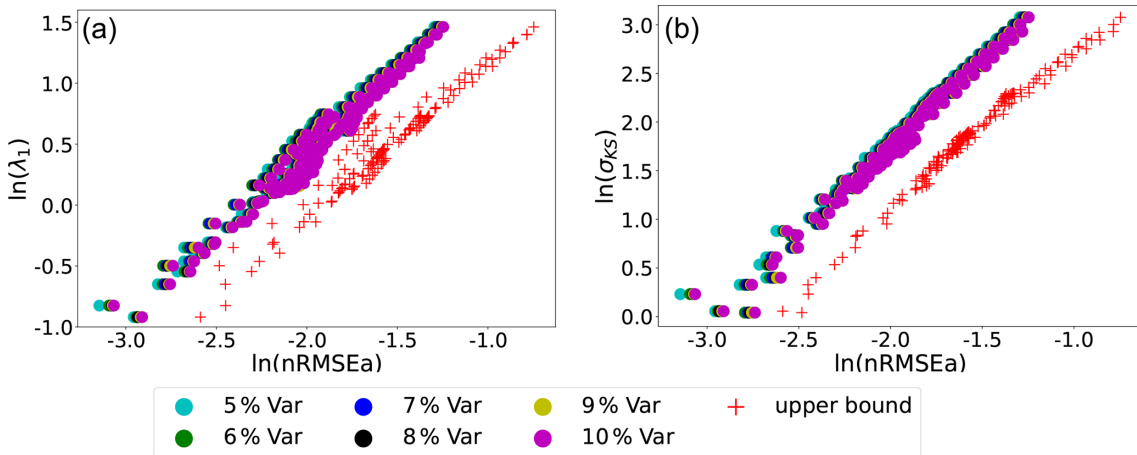 (a)
ln(λ1)
1.5
1.0
0.5
0.0
-0.5
-1.0
-3.0 -2.5 -2.0 -1.5 -1.0
ln(nRMSEa)
(b)
ln(σKS)
3.0
2.5
2.0
1.5
1.0
0.5
0.0
-3.0 -2.5 -2.0 -1.5 -1.0
ln(nRMSEa)
5 % Var 7 % Var 9 % Var upper bound
6 % Var 8 % Var 10 % Var